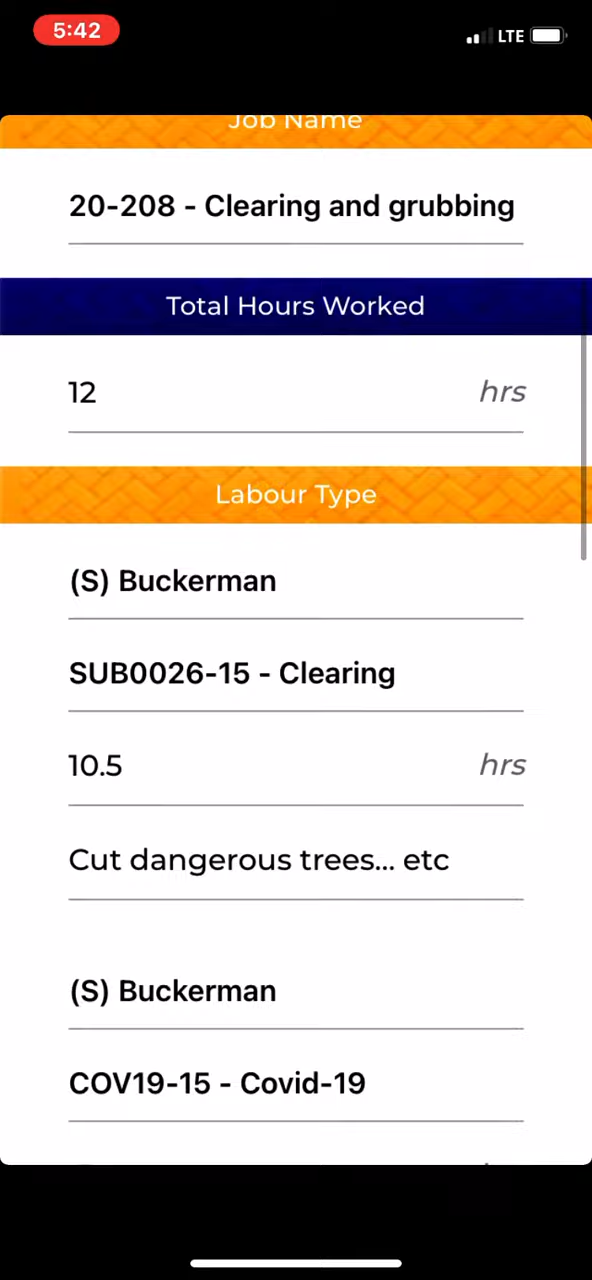 5:42
LTE
Job Name
20-208 - Clearing and grubbing
Total Hours Worked
12 hrs
Labour Type
(S) Buckerman
SUB0026-15 - Clearing
10.5 hrs
Cut dangerous trees... etc
(S) Buckerman
COV19-15 - Covid-19